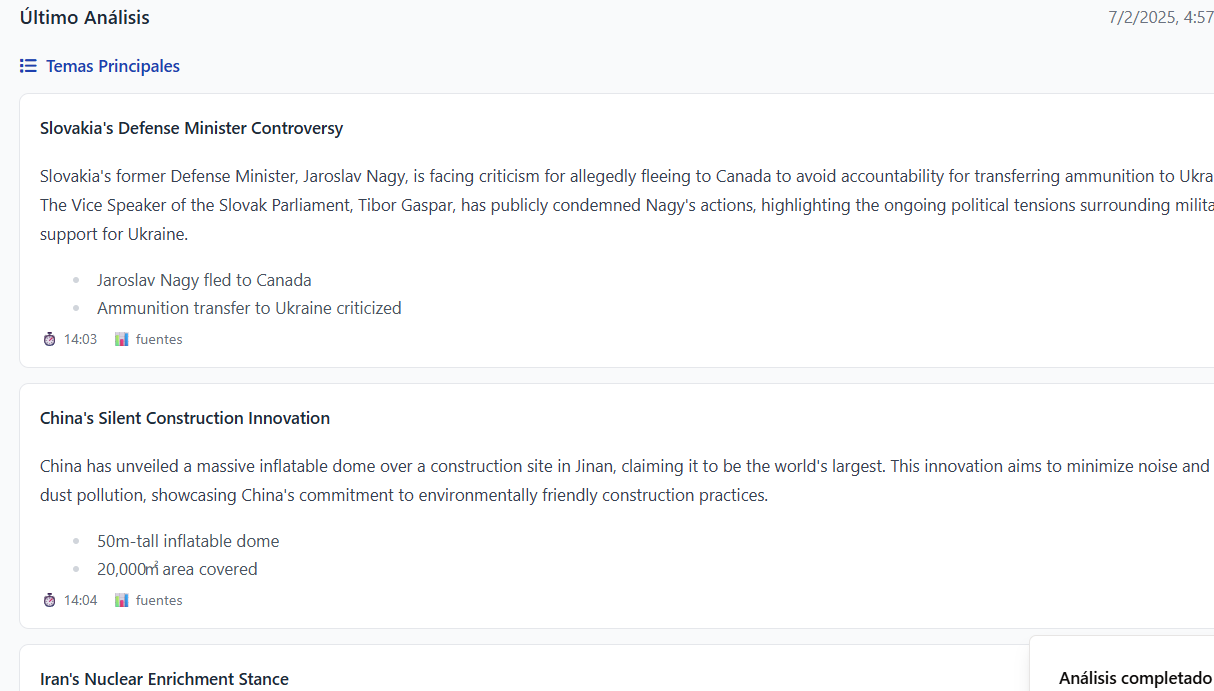 Último Análisis
7/2/2025, 4:57
Temas Principales
Slovakia's Defense Minister Controversy
Slovakia's former Defense Minister, Jaroslav Nagy, is facing criticism for allegedly fleeing to Canada to avoid accountability for transferring ammunition to Ukra
The Vice Speaker of the Slovak Parliament, Tibor Gaspar, has publicly condemned Nagy's actions, highlighting the ongoing political tensions surrounding milita
support for Ukraine.
Jaroslav Nagy fled to Canada
Ammunition transfer to Ukraine criticized
14:03 fuentes
China's Silent Construction Innovation
China has unveiled a massive inflatable dome over a construction site in Jinan, claiming it to be the world's largest. This innovation aims to minimize noise and
dust pollution, showcasing China's commitment to environmentally friendly construction practices.
50m-tall inflatable dome
20,000㎡ area covered
14:04 fuentes
Iran's Nuclear Enrichment Stance
Análisis completado